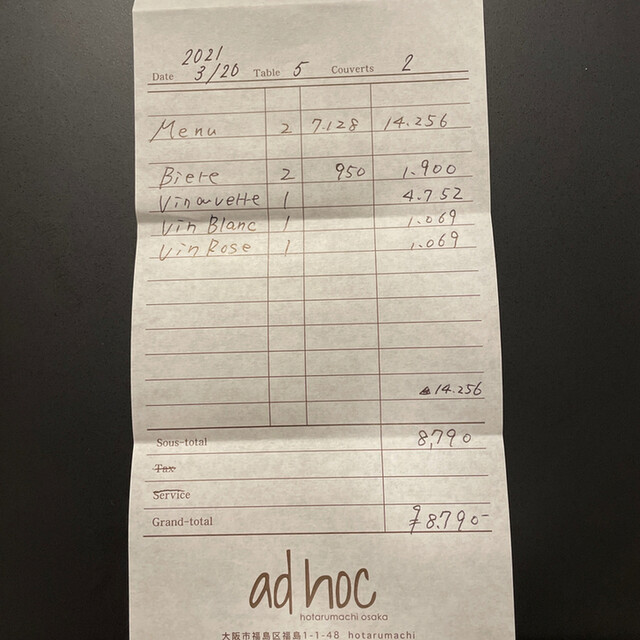 2021
Date 3/20 Table 5 Couverts 2
Menu 2 7.128 14.256
Biere 2 950 1.900
Vin cuvette 1 4.752
Vin Blanc 1 1.069
Vin Rose 1 1.069
▲14.256
Sous-total 8,790
Tax
Service
Grand-total ¥8.790-
ad hoc
hotarumachi osaka
大阪市福島区福島1-1-48 hotarumachi